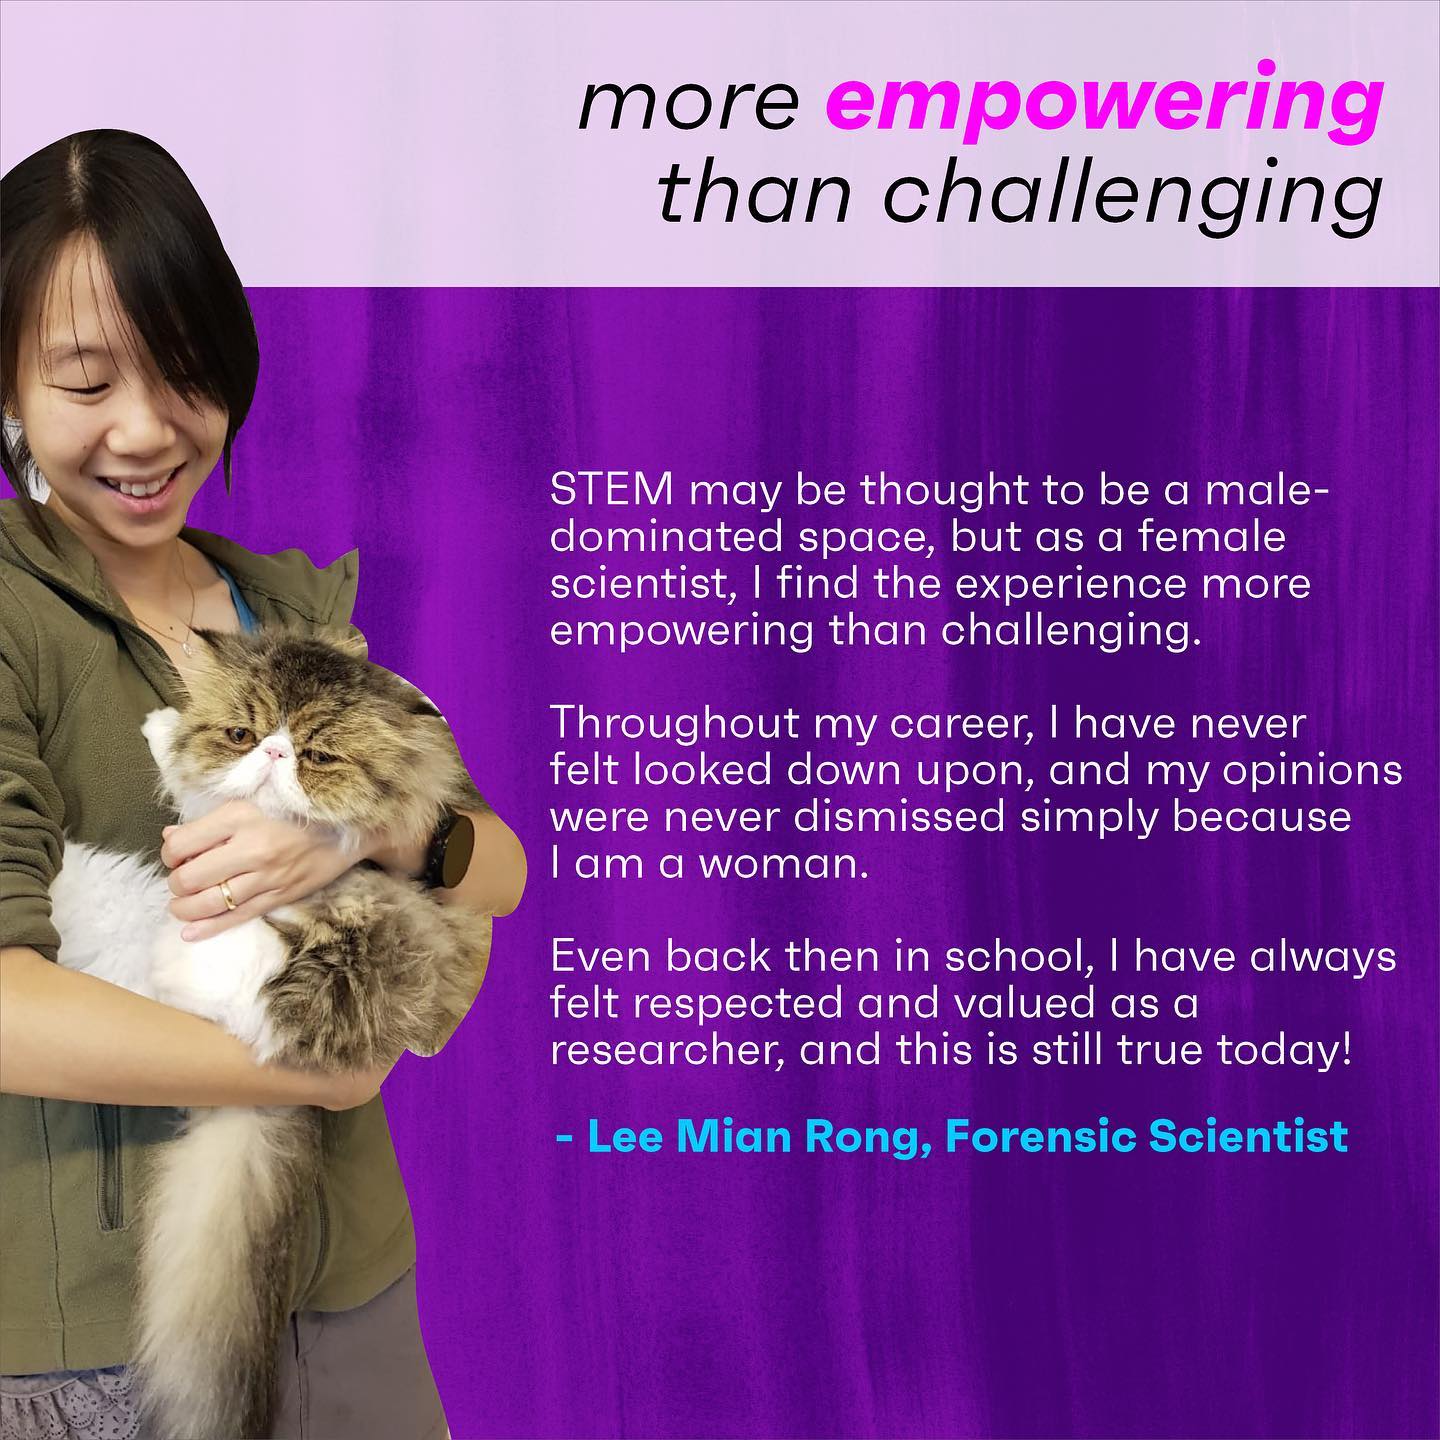 more empowering
than challenging
STEM may be thought to be a male-
dominated space, but as a female
scientist, I find the experience more
empowering than challenging.
Throughout my career, I have never
felt looked down upon, and my opinions
were never dismissed simply because
I am a woman.
Even back then in school, I have always
felt respected and valued as a
researcher, and this is still true today!
- Lee Mian Rong, Forensic Scientist